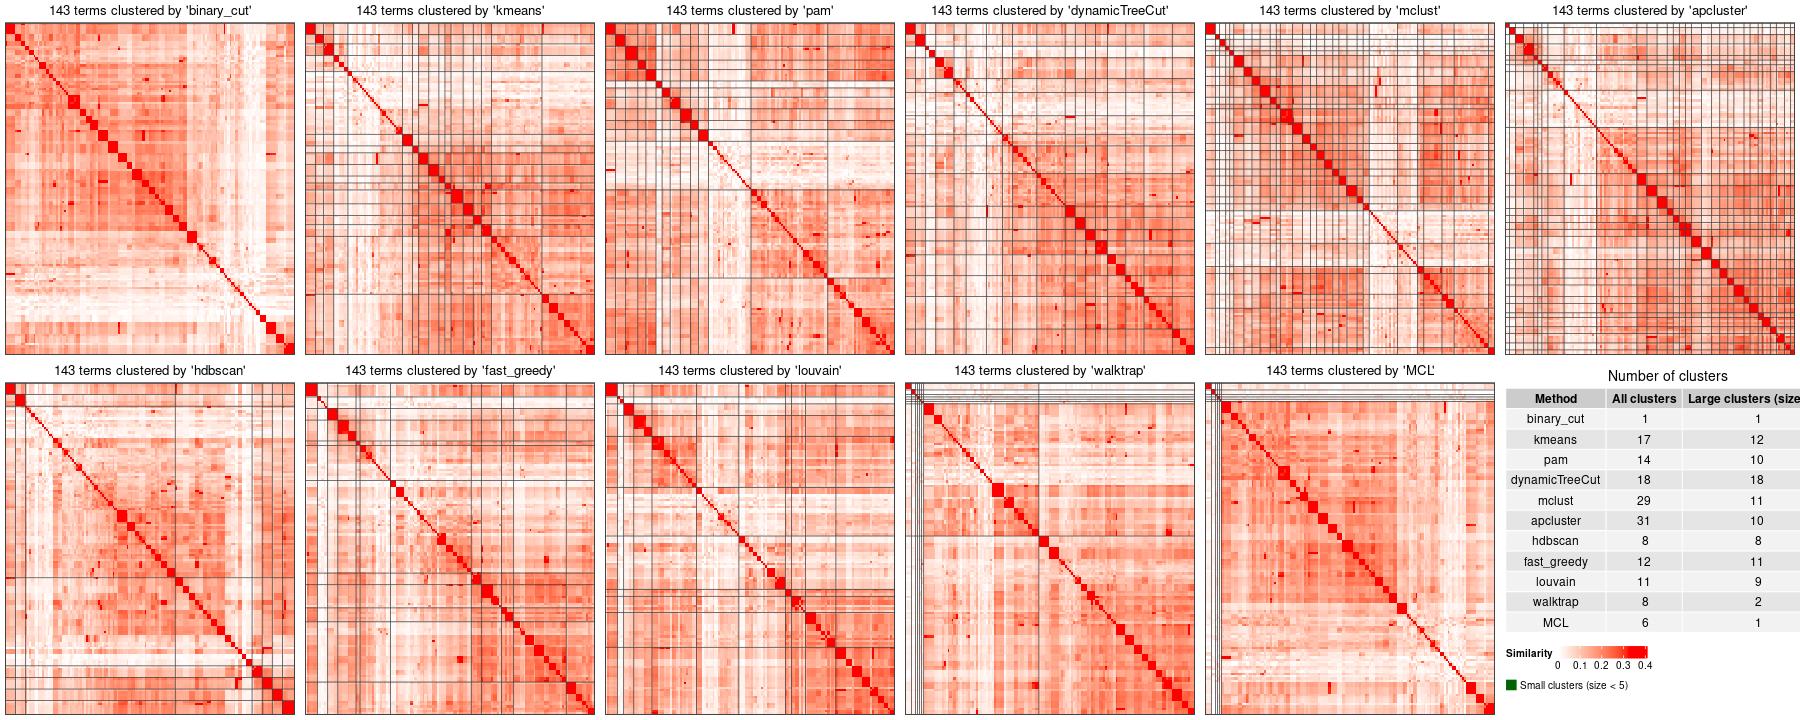 143 terms clustered by 'binary_cut'
143 terms clustered by 'kmeans'
143 terms clustered by 'pam'
143 terms clustered by 'dynamicTreeCut'
143 terms clustered by 'mclust'
143 terms clustered by 'apcluster'
143 terms clustered by 'hdbscan'
143 terms clustered by 'fast_greedy'
143 terms clustered by 'louvain'
143 terms clustered by 'walktrap'
143 terms clustered by 'MCL'
Number of clusters
Method All clusters Large clusters (size
binary_cut 1 1
kmeans 17 12
pam 14 10
dynamicTreeCut 18 18
mclust 29 11
apcluster 31 10
hdbscan 8 8
fast_greedy 12 11
louvain 11 9
walktrap 8 2
MCL 6 1
Similarity
0 0.1 0.2 0.3 0.4
Small clusters (size < 5)